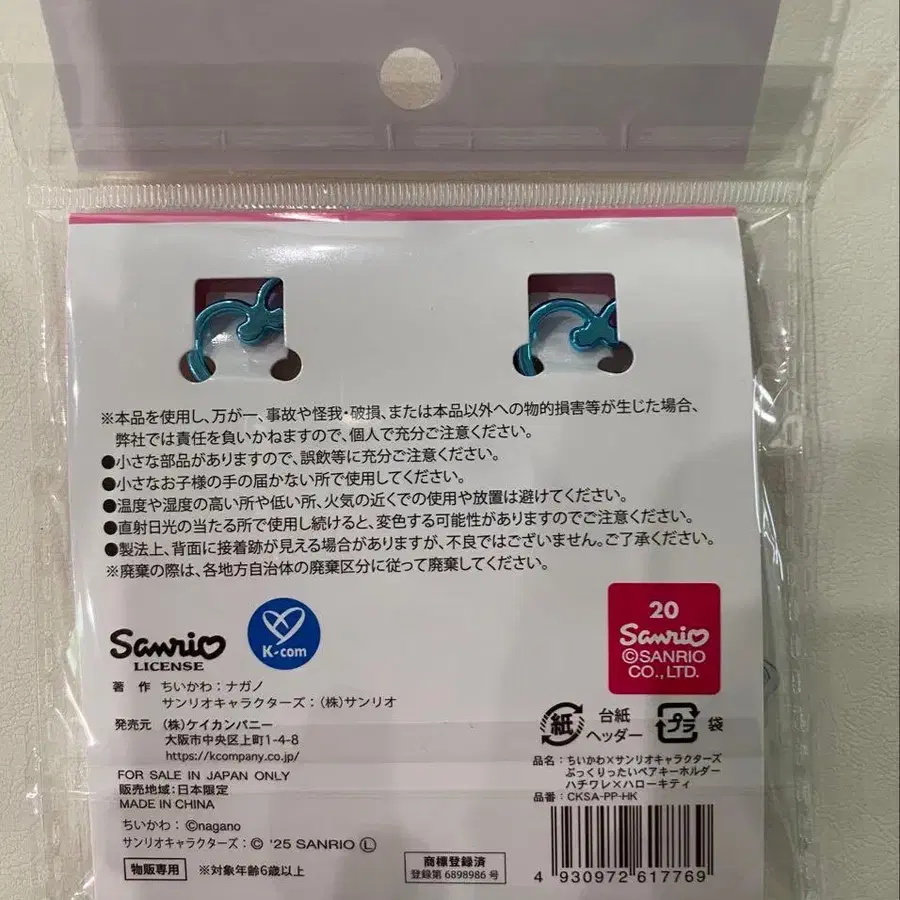 ※本品を使用し、万が一、事故や怪我・破損、または本品以外への物的損害等が生じた場合、
弊社では責任を負いかねますので、個人で充分ご注意ください。
●小さな部品がありますので、誤飲等に充分ご注意ください。
●小さなお子様の手の届かない所で使用してください。
●温度や湿度の高い所や低い所、火気の近くでの使用や放置は避けてください。
●直射日光の当たる所で使用し続けると、変色する可能性がありますのでご注意ください。
●製法上、背面に接着跡が見える場合がありますが、不良ではございません。ご了承ください。
※廃棄の際は、各地方自治体の廃棄区分に従って廃棄してください。
Sanrio
LICENSE
K-com
20
Sanrio
©SANRIO
CO., LTD.
著 作 ちいかわ:ナガノ
サンリオキャラクターズ:(株)サンリオ
発売元 (株)ケイカンパニー
大阪市中央区上町1-4-8
https://kcompany.co.jp/
紙 台紙
ヘッダー
プラ 袋
FOR SALE IN JAPAN ONLY
販売地域:日本限定
MADE IN CHINA
ちいかわ:©nagano
サンリオキャラクターズ:© '25 SANRIO Ⓛ
物販専用 ※対象年齢6歳以上
商標登録済
登録第6898986号
品名:ちいかわ×サンリオキャラクターズ
ぷっくりったいペアキーホルダー
ハチワレ×ハローキティ
品番:CKSA-PP-HK
4 930972 617769